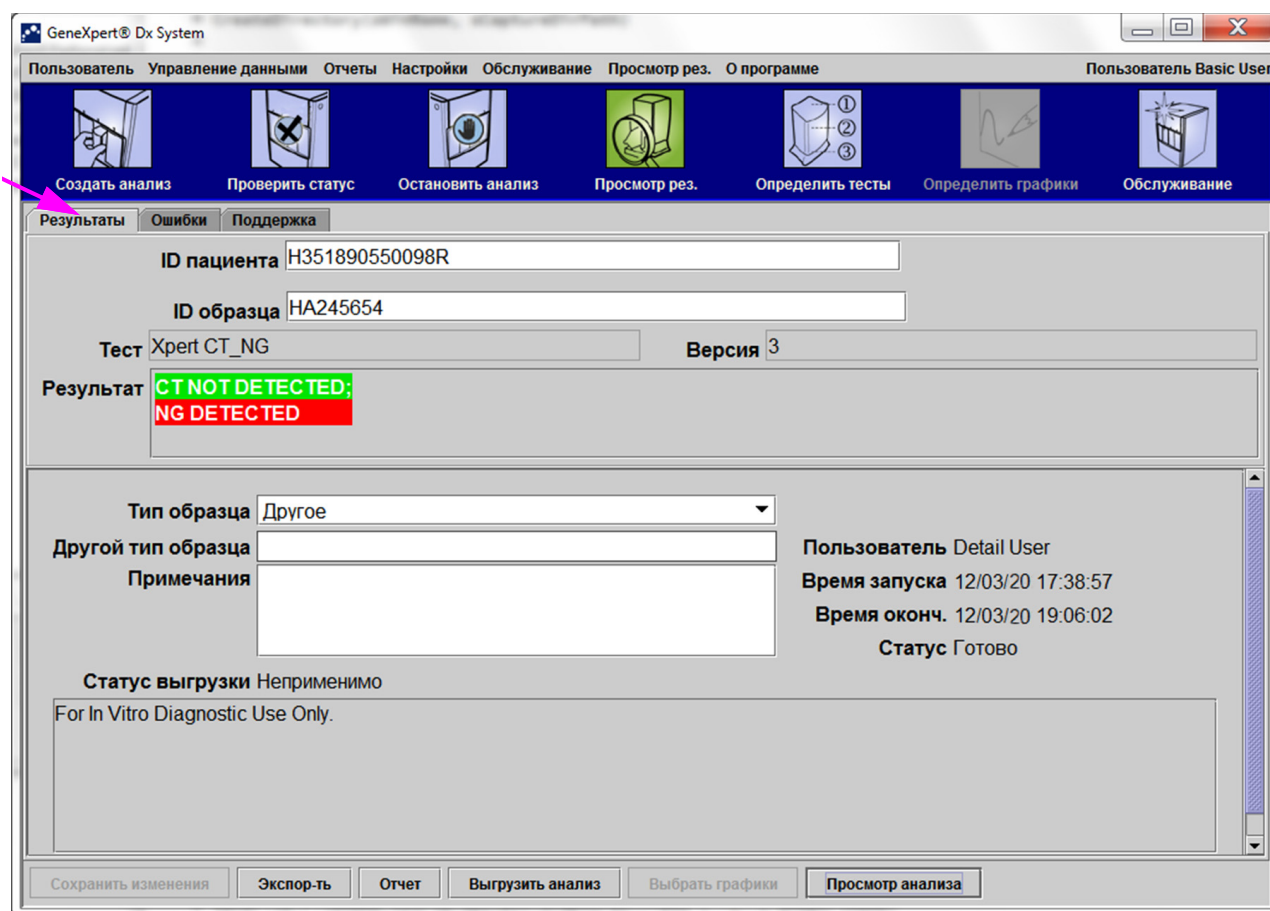 GeneXpert® Dx System
Пользователь Управление данными Отчеты Настройки Обслуживание Просмотр рез. О программе Пользователь Basic User
Создать анализ Проверить статус Остановить анализ Просмотр рез. Определить тесты Определить графики Обслуживание
Результаты Ошибки Поддержка
ID пациента H351890550098R
ID образца HA245654
Тест Xpert CT_NG Версия 3
Результат CT NOT DETECTED;
NG DETECTED
Тип образца Другое
Другой тип образца Пользователь Detail User
Примечания Время запуска 12/03/20 17:38:57
Время оконч. 12/03/20 19:06:02
Статус Готово
Статус выгрузки Неприменимо
For In Vitro Diagnostic Use Only.
Сохранить изменения Экспор-ть Отчет Выгрузить анализ Выбрать графики Просмотр анализа